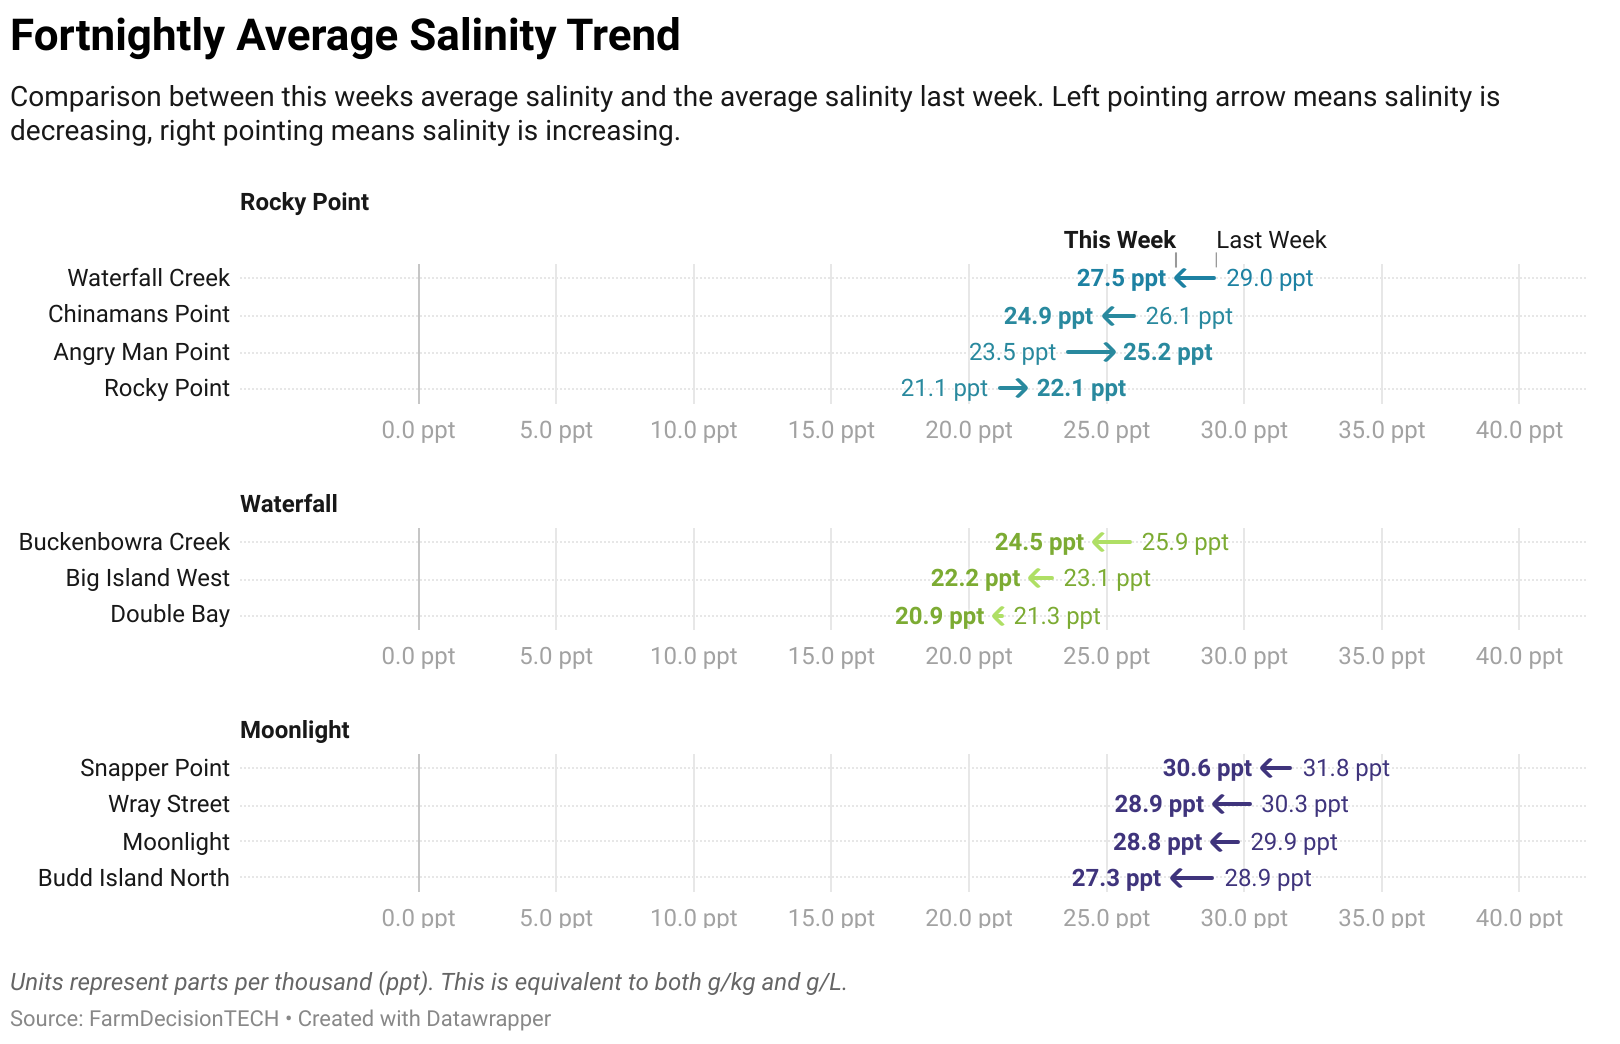 Fortnightly Average Salinity Trend
Comparison between this weeks average salinity and the average salinity last week. Left pointing arrow means salinity is
decreasing, right pointing means salinity is increasing.
Rocky Point
This Week Last Week
Waterfall Creek 27.5 ppt 29.0 ppt
Chinamans Point 24.9 ppt 26.1 ppt
Angry Man Point 23.5 ppt 25.2 ppt
Rocky Point 21.1 ppt 22.1 ppt
0.0 ppt 5.0 ppt 10.0 ppt 15.0 ppt 20.0 ppt 25.0 ppt 30.0 ppt 35.0 ppt 40.0 ppt
Waterfall
Buckenbowra Creek 24.5 ppt 25.9 ppt
Big Island West 22.2 ppt 23.1 ppt
Double Bay 20.9 ppt 21.3 ppt
0.0 ppt 5.0 ppt 10.0 ppt 15.0 ppt 20.0 ppt 25.0 ppt 30.0 ppt 35.0 ppt 40.0 ppt
Moonlight
Snapper Point 30.6 ppt 31.8 ppt
Wray Street 28.9 ppt 30.3 ppt
Moonlight 28.8 ppt 29.9 ppt
Budd Island North 27.3 ppt 28.9 ppt
0.0 ppt 5.0 ppt 10.0 ppt 15.0 ppt 20.0 ppt 25.0 ppt 30.0 ppt 35.0 ppt 40.0 ppt
Units represent parts per thousand (ppt). This is equivalent to both g/kg and g/L.
Source: FarmDecisionTECH • Created with Datawrapper